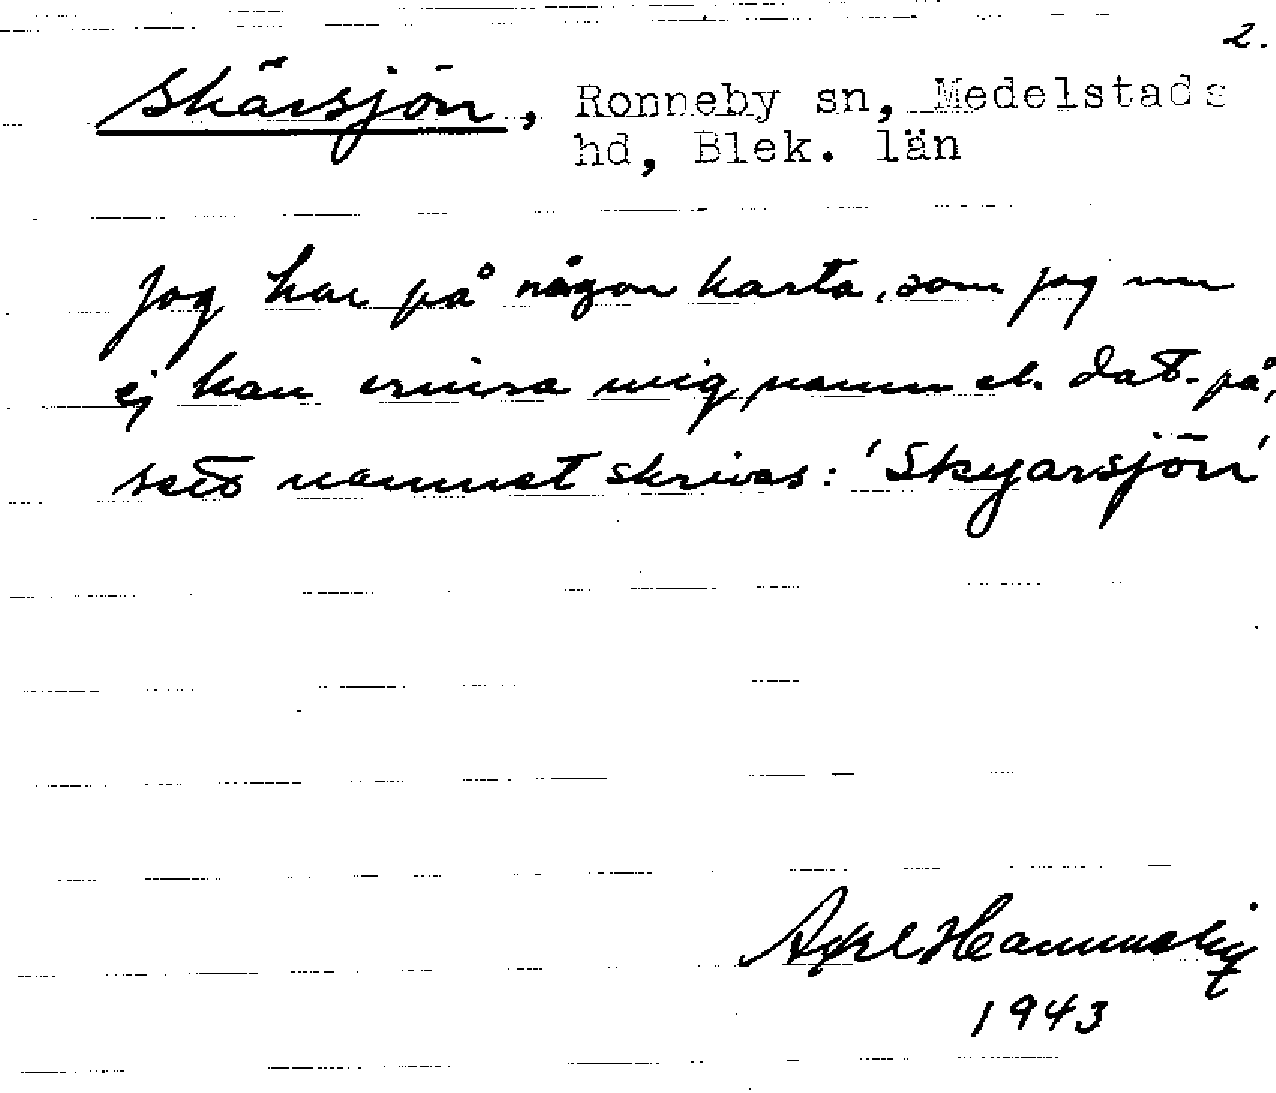 2.
Skärsjön, Ronneby sn, Medelstads
hd, Blek. län
Jag har på någon karta, som jag nu
ej kan erinra mig namn el. dat. på,
sett namnet skrivas: 'Skyarsjön'
Axel
1943